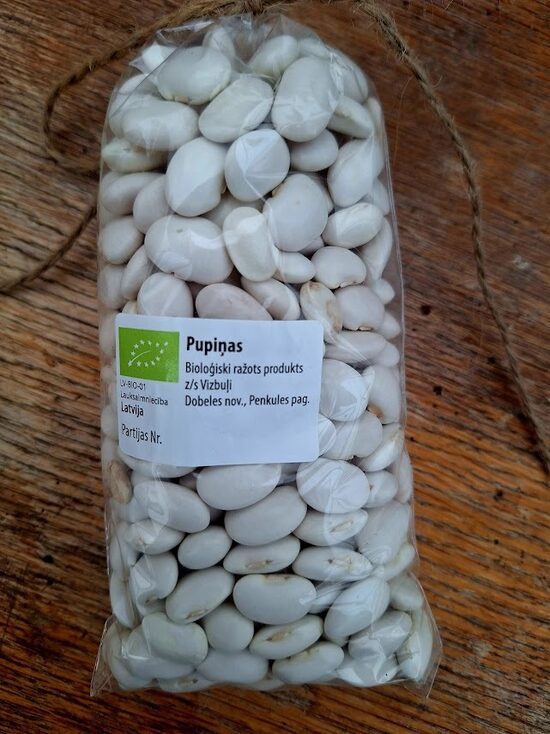 Pupiņas
Bioloģiski ražots produkts
z/s Vizbuļi
Dobeles nov., Penkules pag.
LV-BIO-01
Lauksaimniecība
Latvija
Partijas Nr.